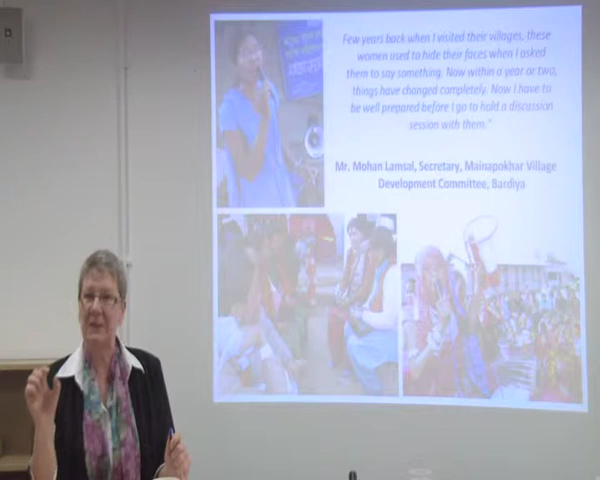 Few years back when I visited their villages, these
women used to hide their faces when I asked
them to say something. Now within a year or two,
things have changed completely. Now I have to
be well prepared before I go to hold a discussion
session with them."
Mr. Mohan Lamsal, Secretary, Mainapokhar Village
Development Committee, Bardiya